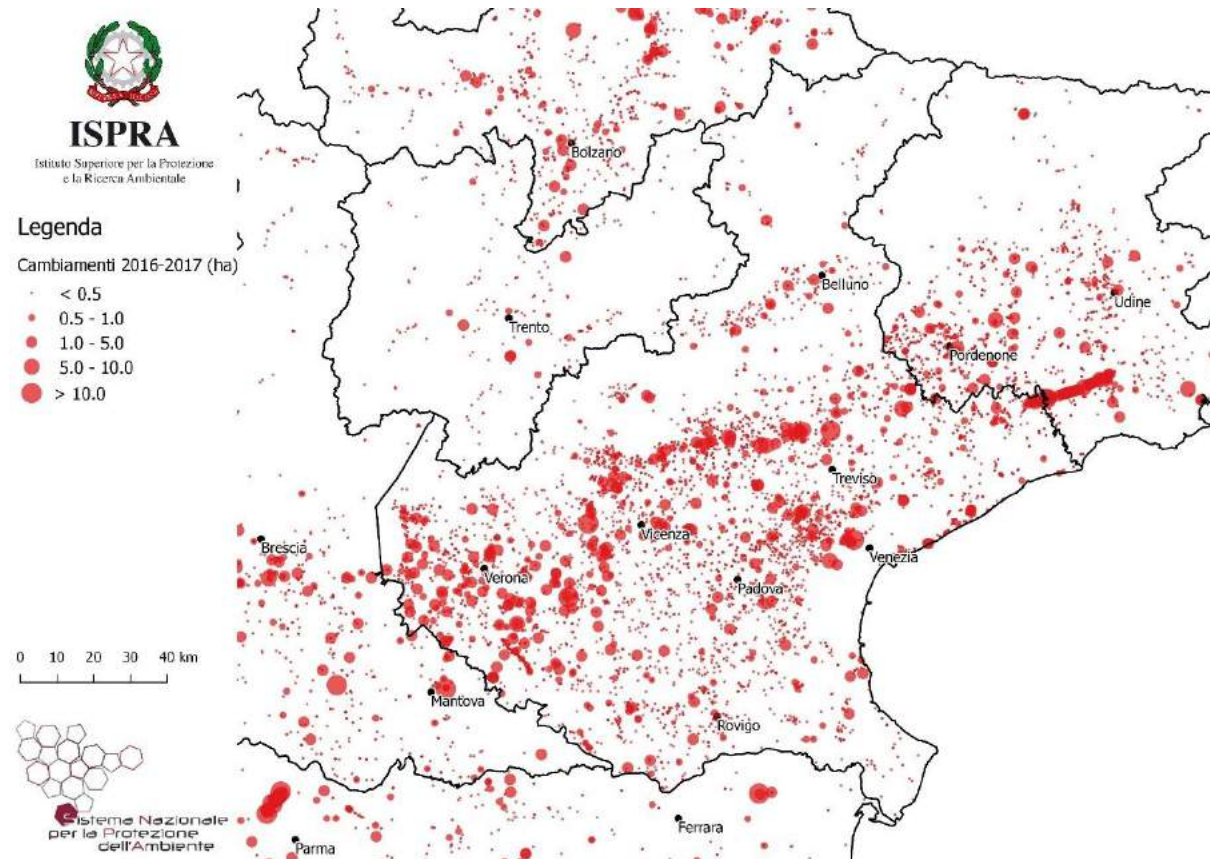 ISPRA
Istituto Superiore per la Protezione
e la Ricerca Ambientale
Legenda
Cambiamenti 2016-2017 (ha)
< 0.5
0.5 - 1.0
1.0 - 5.0
5.0 - 10.0
> 10.0
0 10 20 30 40 km
Sistema Nazionale
per la Protezione
dell'Ambiente
Bolzano
Belluno
Udine
Trento
Pordenone
Treviso
Vicenza
Brescia
Venezia
Verona
Padova
Mantova
Rovigo
Ferrara
Parma